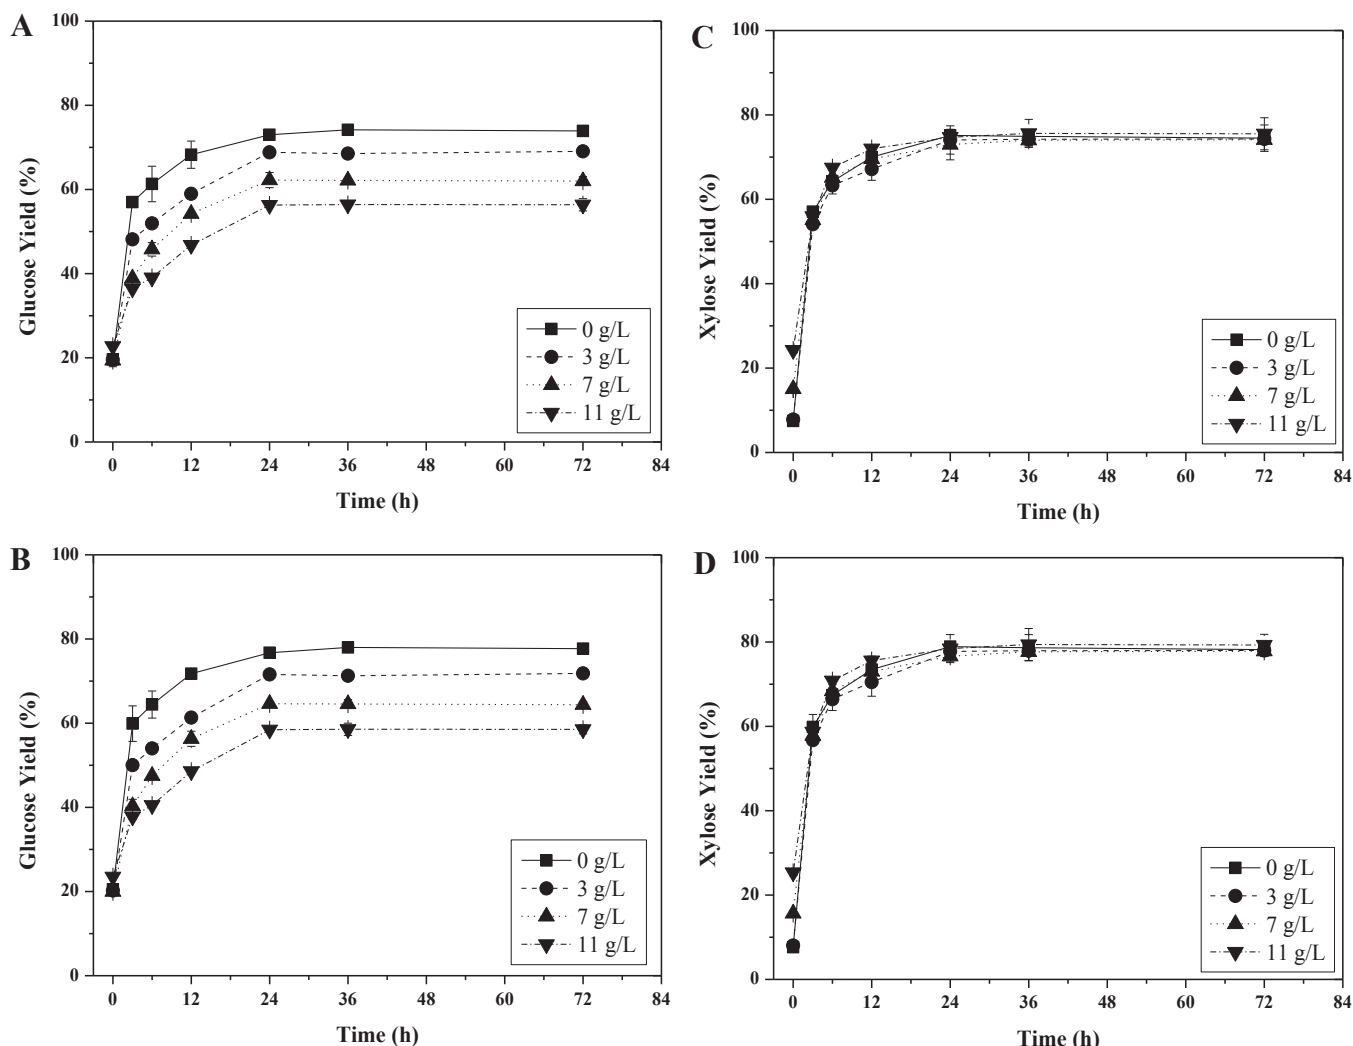 A
100
80
60
40
20
0
Glucose Yield (%)
0 g/L
3 g/L
7 g/L
11 g/L
0 12 24 36 48 60 72 84
Time (h)
C
100
80
60
40
20
0
Xylose Yield (%)
0 g/L
3 g/L
7 g/L
11 g/L
0 12 24 36 48 60 72 84
Time (h)
B
100
80
60
40
20
0
Glucose Yield (%)
0 g/L
3 g/L
7 g/L
11 g/L
0 12 24 36 48 60 72 84
Time (h)
D
100
80
60
40
20
0
Xylose Yield (%)
0 g/L
3 g/L
7 g/L
11 g/L
0 12 24 36 48 60 72 84
Time (h)